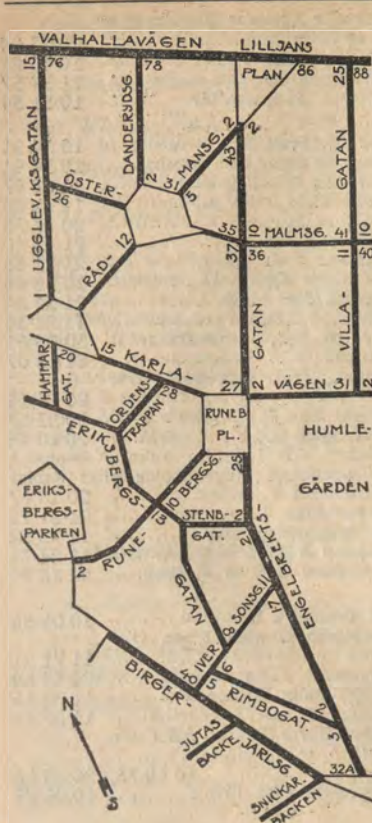 VALHALLAVÄGEN LILLJANS
PLAN
15 76 78 86 25 88
UGGLEVIKSGATAN
DANDERYDSG
MANSG. 2 2
43
GATAN
ÖSTER-
26
2 31 5
12
RÅD-
35 10 MALMSG. 41 10
37 36 11 40
GATAN
VILLA-
1
HAMMAR
GAT.
20
15 KARLA-
28
27 2 VÄGEN 31 2
ORDENS-
TRAPPAN
RUNEB
PL.
HUMLE-
GÅRDEN
ERIKSBERGS-
BERGSG
25
10
13
ERIKS-
BERGS-
PARKEN
2
RUNE-
STENB- 2
GAT.
21
ENGELBREKTS-
GATAN
SONSG 11
17
IVER-
8
6
40
5
BIRGER-
RIMBOGAT.
2
3
JUTAS
BACKE
JARLSG
32A
SNICKAR-
BACKEN
N
S